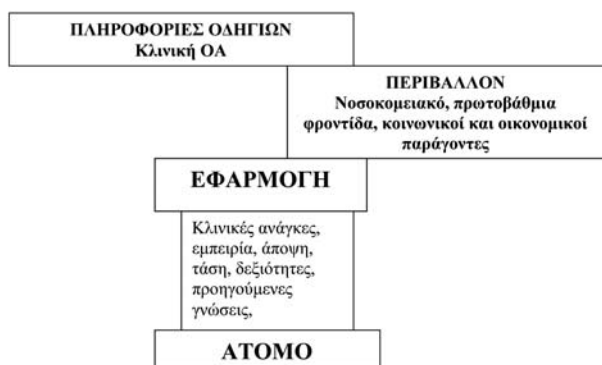 ΠΛΗΡΟΦΟΡΙΕΣ ΟΔΗΓΙΩΝ
Κλινική ΟΑ
ΠΕΡΙΒΑΛΛΟΝ
Νοσοκομειακό, πρωτοβάθμια
φροντίδα, κοινωνικοί και οικονομικοί
παράγοντες
ΕΦΑΡΜΟΓΗ
Κλινικές ανάγκες,
εμπειρία, άποψη,
τάση, δεξιότητες,
προηγούμενες
γνώσεις,
ΑΤΟΜΟ